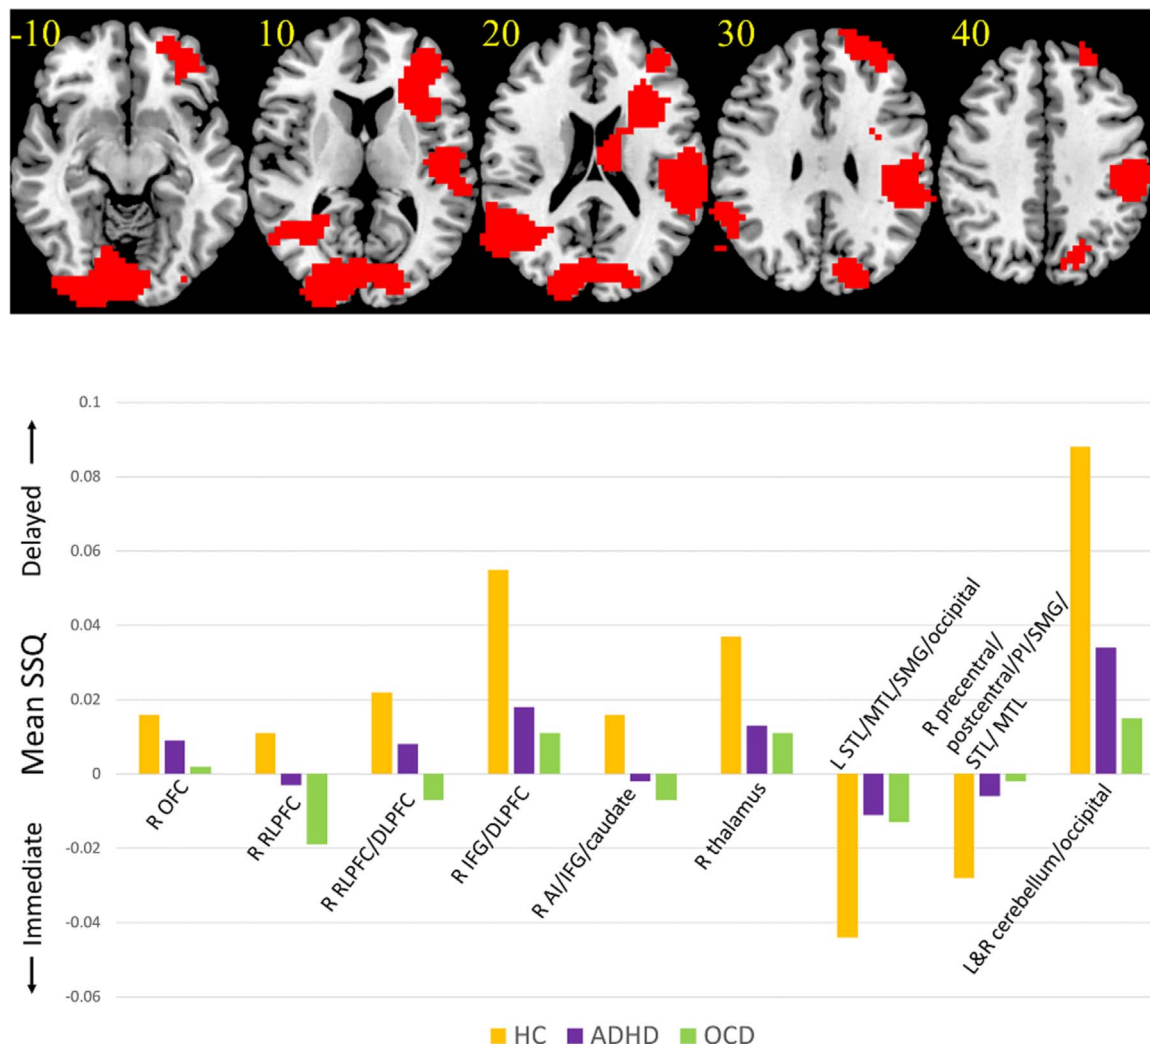 -10 10 20 30 40
0.1
0.08
0.06
0.04
0.02
0
-0.02
-0.04
-0.06
Delayed
Mean SSQ
Immediate
R OFC
R RLPFC
R RLPFC/DLPFC
R IFG/DLPFC
R AI/IFG/caudate
R thalamus
L STL/MTL/SMG/occipital
R precentral/
postcentral/PI/SMG/
STL/ MTL
L&R cerebellum/occipital
HC ADHD OCD